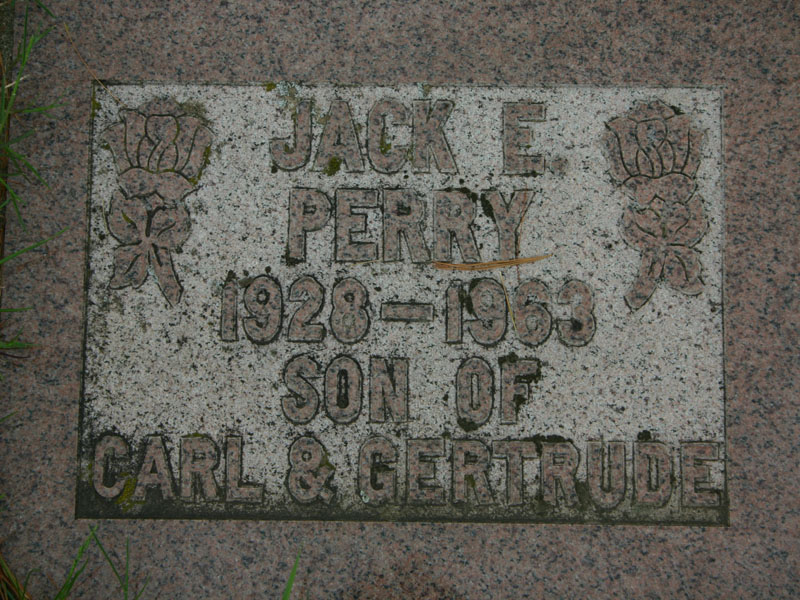 JACK E.
PERRY
1928-1963
SON OF
CARL & GERTRUDE